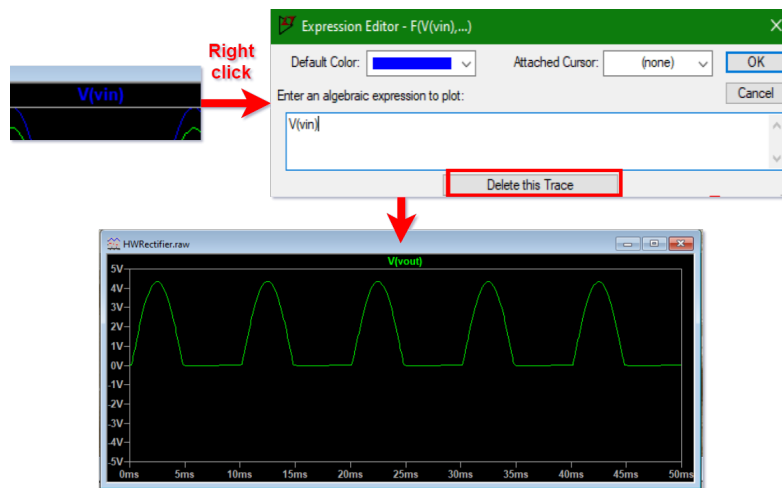 Expression Editor - F(V(vin),...)
Default Color:
Attached Cursor:
(none)
OK
Right
click
V(vin)
Enter an algebraic expression to plot:
Cancel
V(vin)
Delete this Trace
HWRectifier.raw
V(vout)
5V
4V
3V
2V
1V
0V
-1V
-2V
-3V
-4V
-5V
0ms 5ms 10ms 15ms 20ms 25ms 30ms 35ms 40ms 45ms 50ms